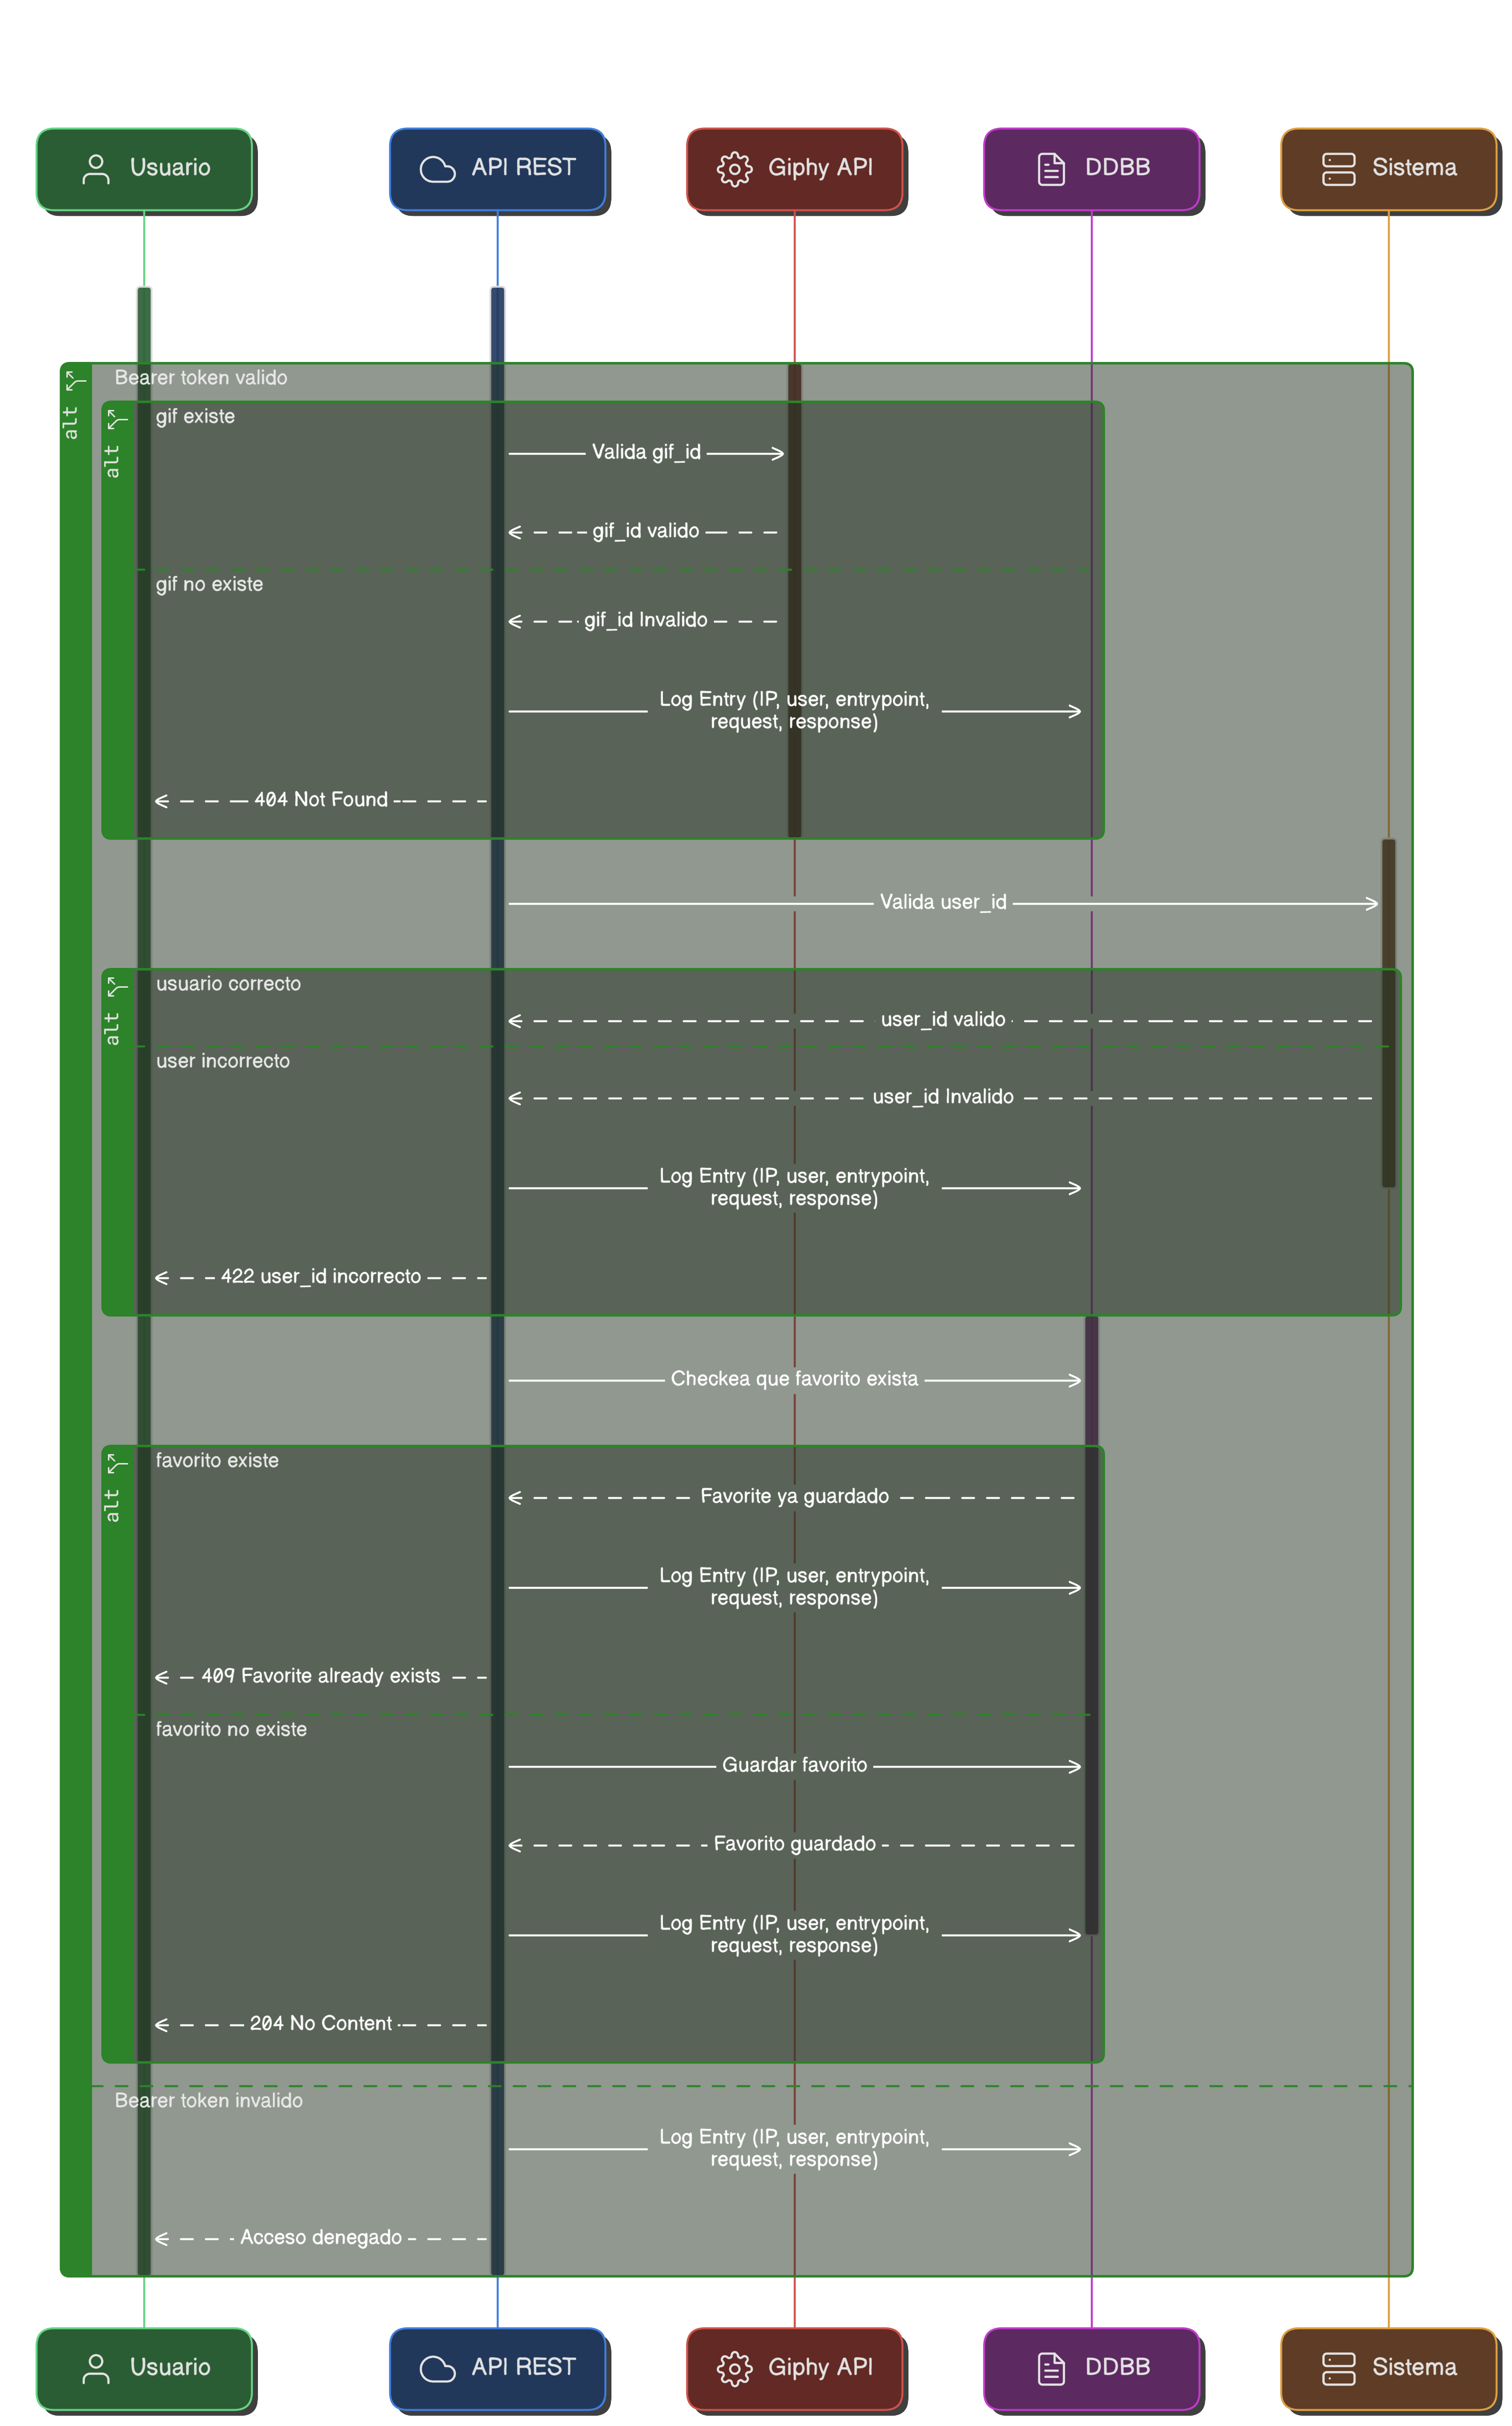 Usuario
API REST
Giphy API
DDBB
Sistema
alt
Bearer token valido
alt
gif existe
Valida gif_id
gif_id valido
gif no existe
gif_id Invalido
Log Entry (IP, user, entrypoint,
request, response)
404 Not Found
Valida user_id
alt
usuario correcto
user_id valido
user incorrecto
user_id Invalido
Log Entry (IP, user, entrypoint,
request, response)
422 user_id incorrecto
Checkea que favorito exista
alt
favorito existe
Favorite ya guardado
Log Entry (IP, user, entrypoint,
request, response)
409 Favorite already exists
favorito no existe
Guardar favorito
Favorito guardado
Log Entry (IP, user, entrypoint,
request, response)
204 No Content
Bearer token invalido
Log Entry (IP, user, entrypoint,
request, response)
Acceso denegado
Usuario
API REST
Giphy API
DDBB
Sistema